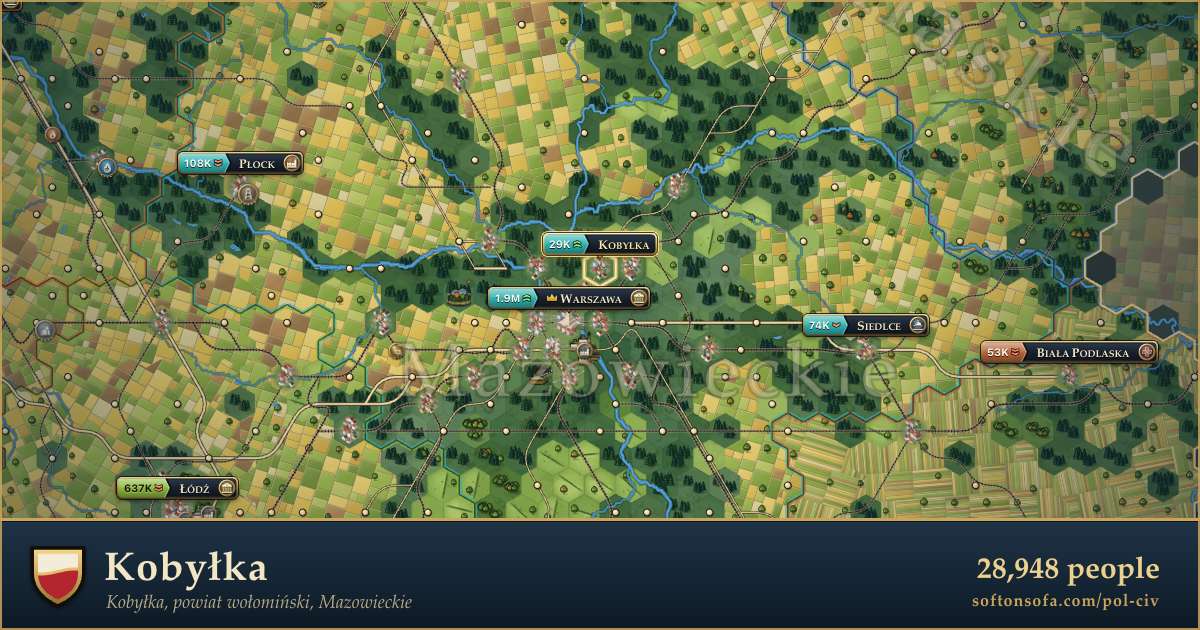 skie
108K PŁOCK
29K KOBYŁKA
1.9M WARSZAWA
74K SIEDLCE
53K BIAŁA PODLASKA
Mazowieckie
637K ŁÓDŹ
Kobyłka
28,948 people
Kobyłka, powiat wołomiński, Mazowieckie
softonsofa.com/pol-civ